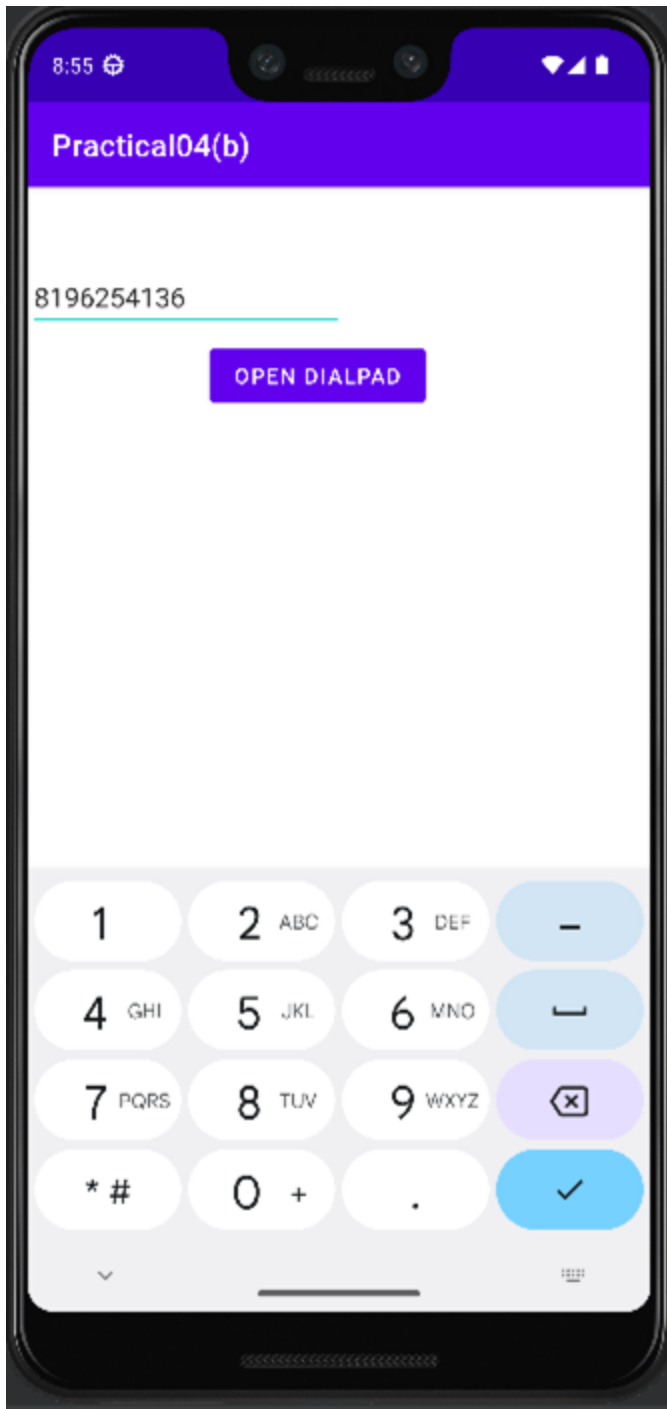 8:55
Practical04(b)
8196254136
OPEN DIALPAD
1 2 ABC 3 DEF -
4 GHI 5 JKL 6 MNO
7 PQRS 8 TUV 9 WXYZ
* # 0 + .